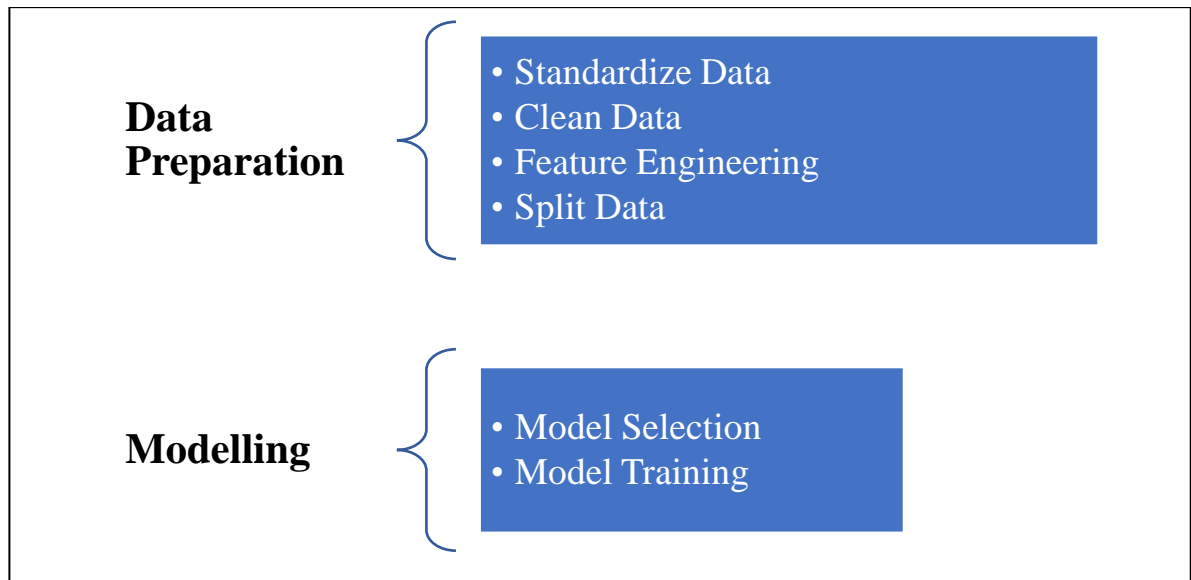 Data
Preparation
• Standardize Data
• Clean Data
• Feature Engineering
• Split Data
Modelling
• Model Selection
• Model Training